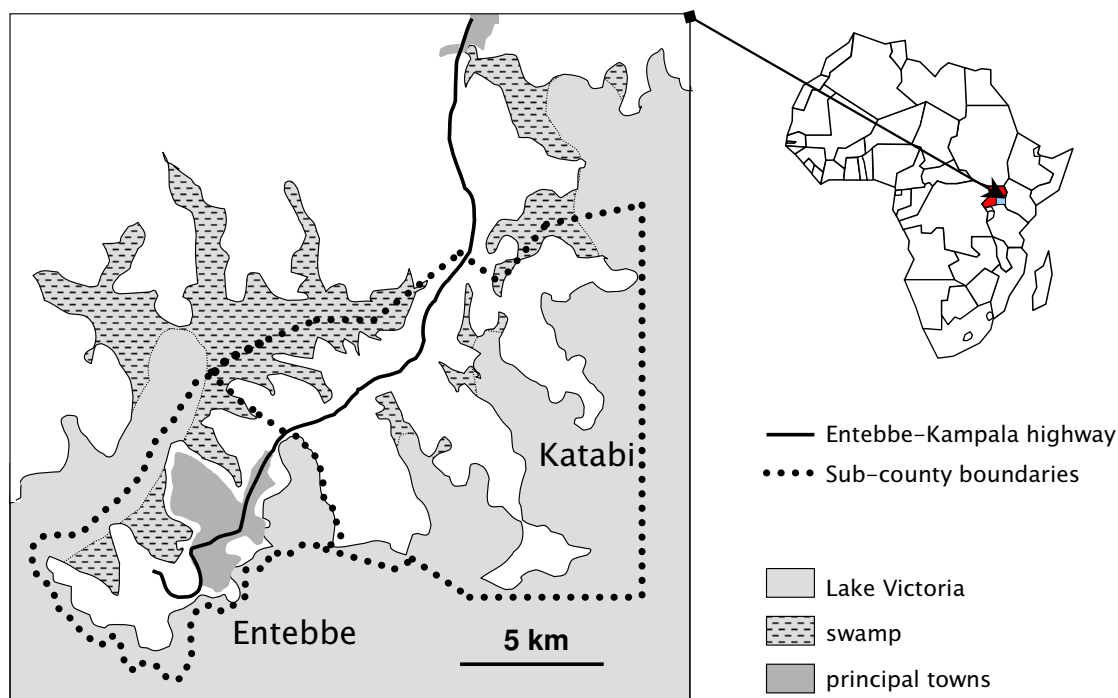 Katabi
Entebbe
5 km
Entebbe–Kampala highway
Sub-county boundaries
Lake Victoria
swamp
principal towns